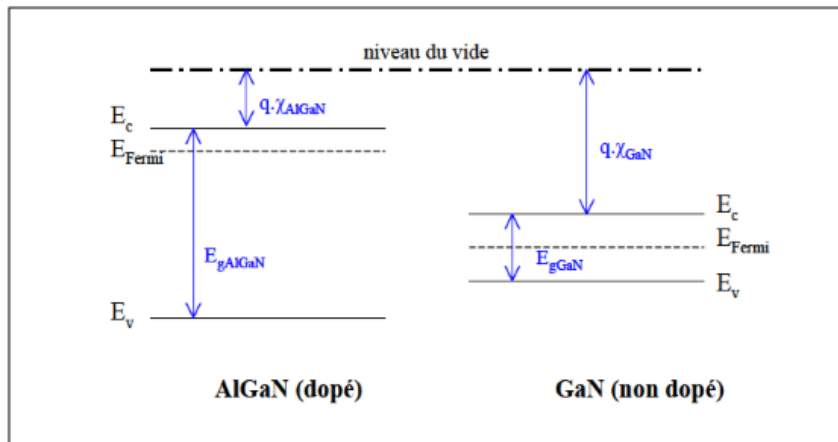 niveau du vide
q.χAlGaN
Ec
EFermi
EgAlGaN
Ev
q.χGaN
Ec
EFermi
EgGaN
Ev
AlGaN (dopé)
GaN (non dopé)